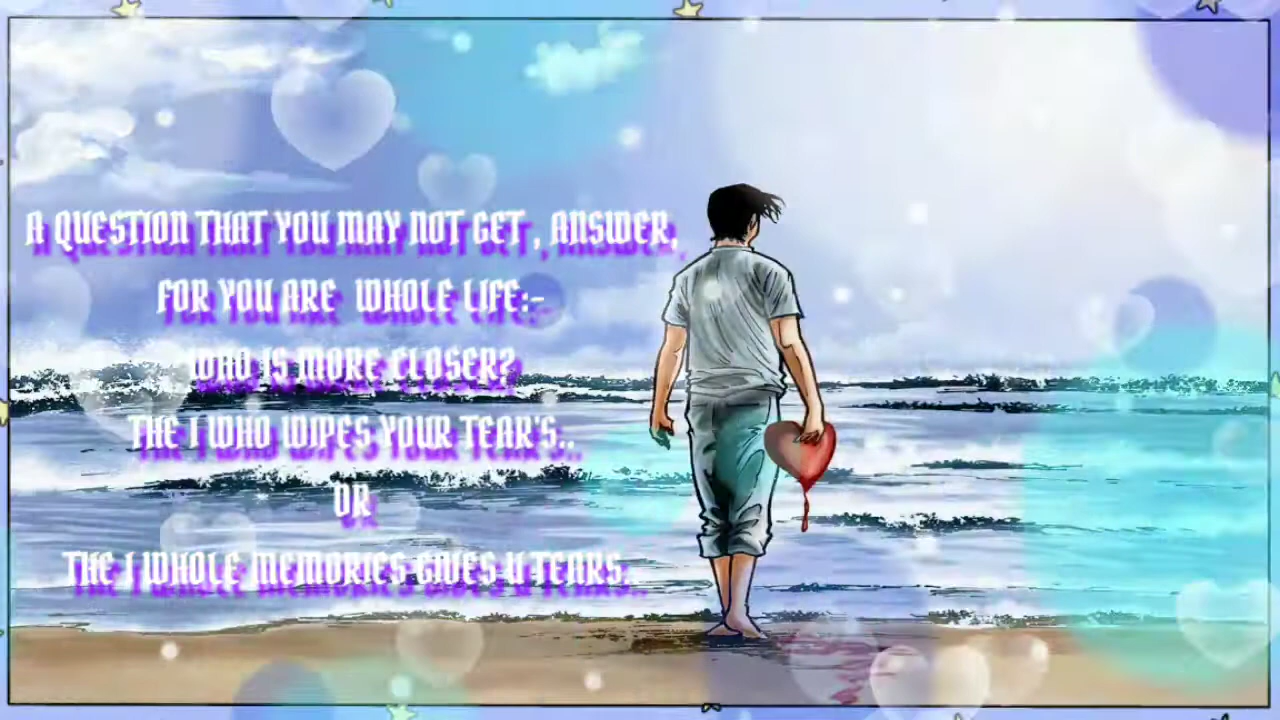 A QUESTION THAT YOU MAY NOT GET , ANSWER,
FOR YOU ARE WHOLE LIFE:-
WHO IS MORE CLOSER?
THE 1 WHO WIPES YOUR TEAR'S..
OR
THE 1 WHOLE MEMORIES GIVES U TEARS..